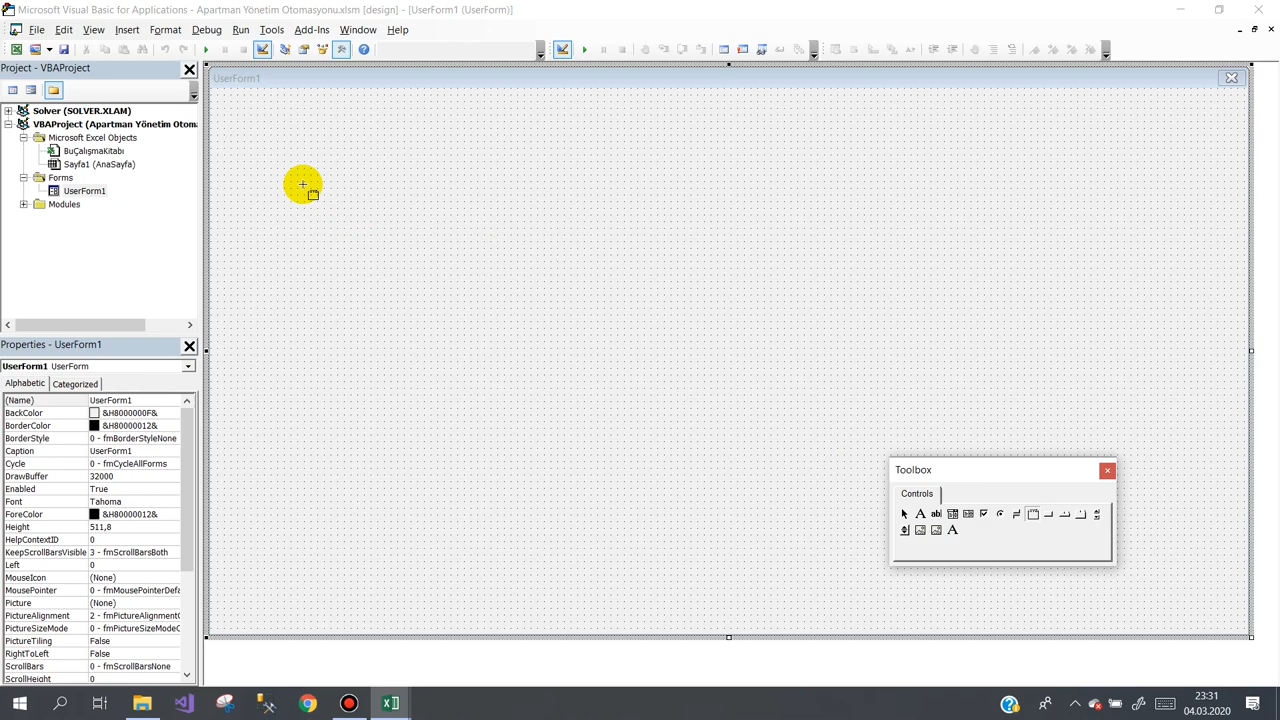 Microsoft Visual Basic for Applications - Apartman Yönetim Otomasyonu.xlsm [design] - [UserForm1 (UserForm)]
File Edit View Insert Format Debug Run Tools Add-Ins Window Help
Project - VBAProject
UserForm1
Solver (SOLVER.XLAM)
VBAProject (Apartman Yönetim Otoma
Microsoft Excel Objects
BuÇalışmaKitabı
Sayfa1 (AnaSayfa)
Forms
UserForm1
Modules
Properties - UserForm1
UserForm1 UserForm
Alphabetic Categorized
(Name) UserForm1
BackColor &H8000000F&
BorderColor &H80000012&
BorderStyle 0 - fmBorderStyleNone
Caption UserForm1
Cycle 0 - fmCycleAllForms
DrawBuffer 32000
Enabled True
Font Tahoma
ForeColor &H80000012&
Height 511,8
HelpContextID 0
KeepScrollBarsVisible 3 - fmScrollBarsBoth
Left 0
MouseIcon (None)
MousePointer 0 - fmMousePointerDefa
Picture (None)
PictureAlignment 2 - fmPictureAlignmentC
PictureSizeMode 0 - fmPictureSizeModeC
PictureTiling False
RightToLeft False
ScrollBars 0 - fmScrollBarsNone
ScrollHeight 0
Toolbox
Controls
23:31
04.03.2020